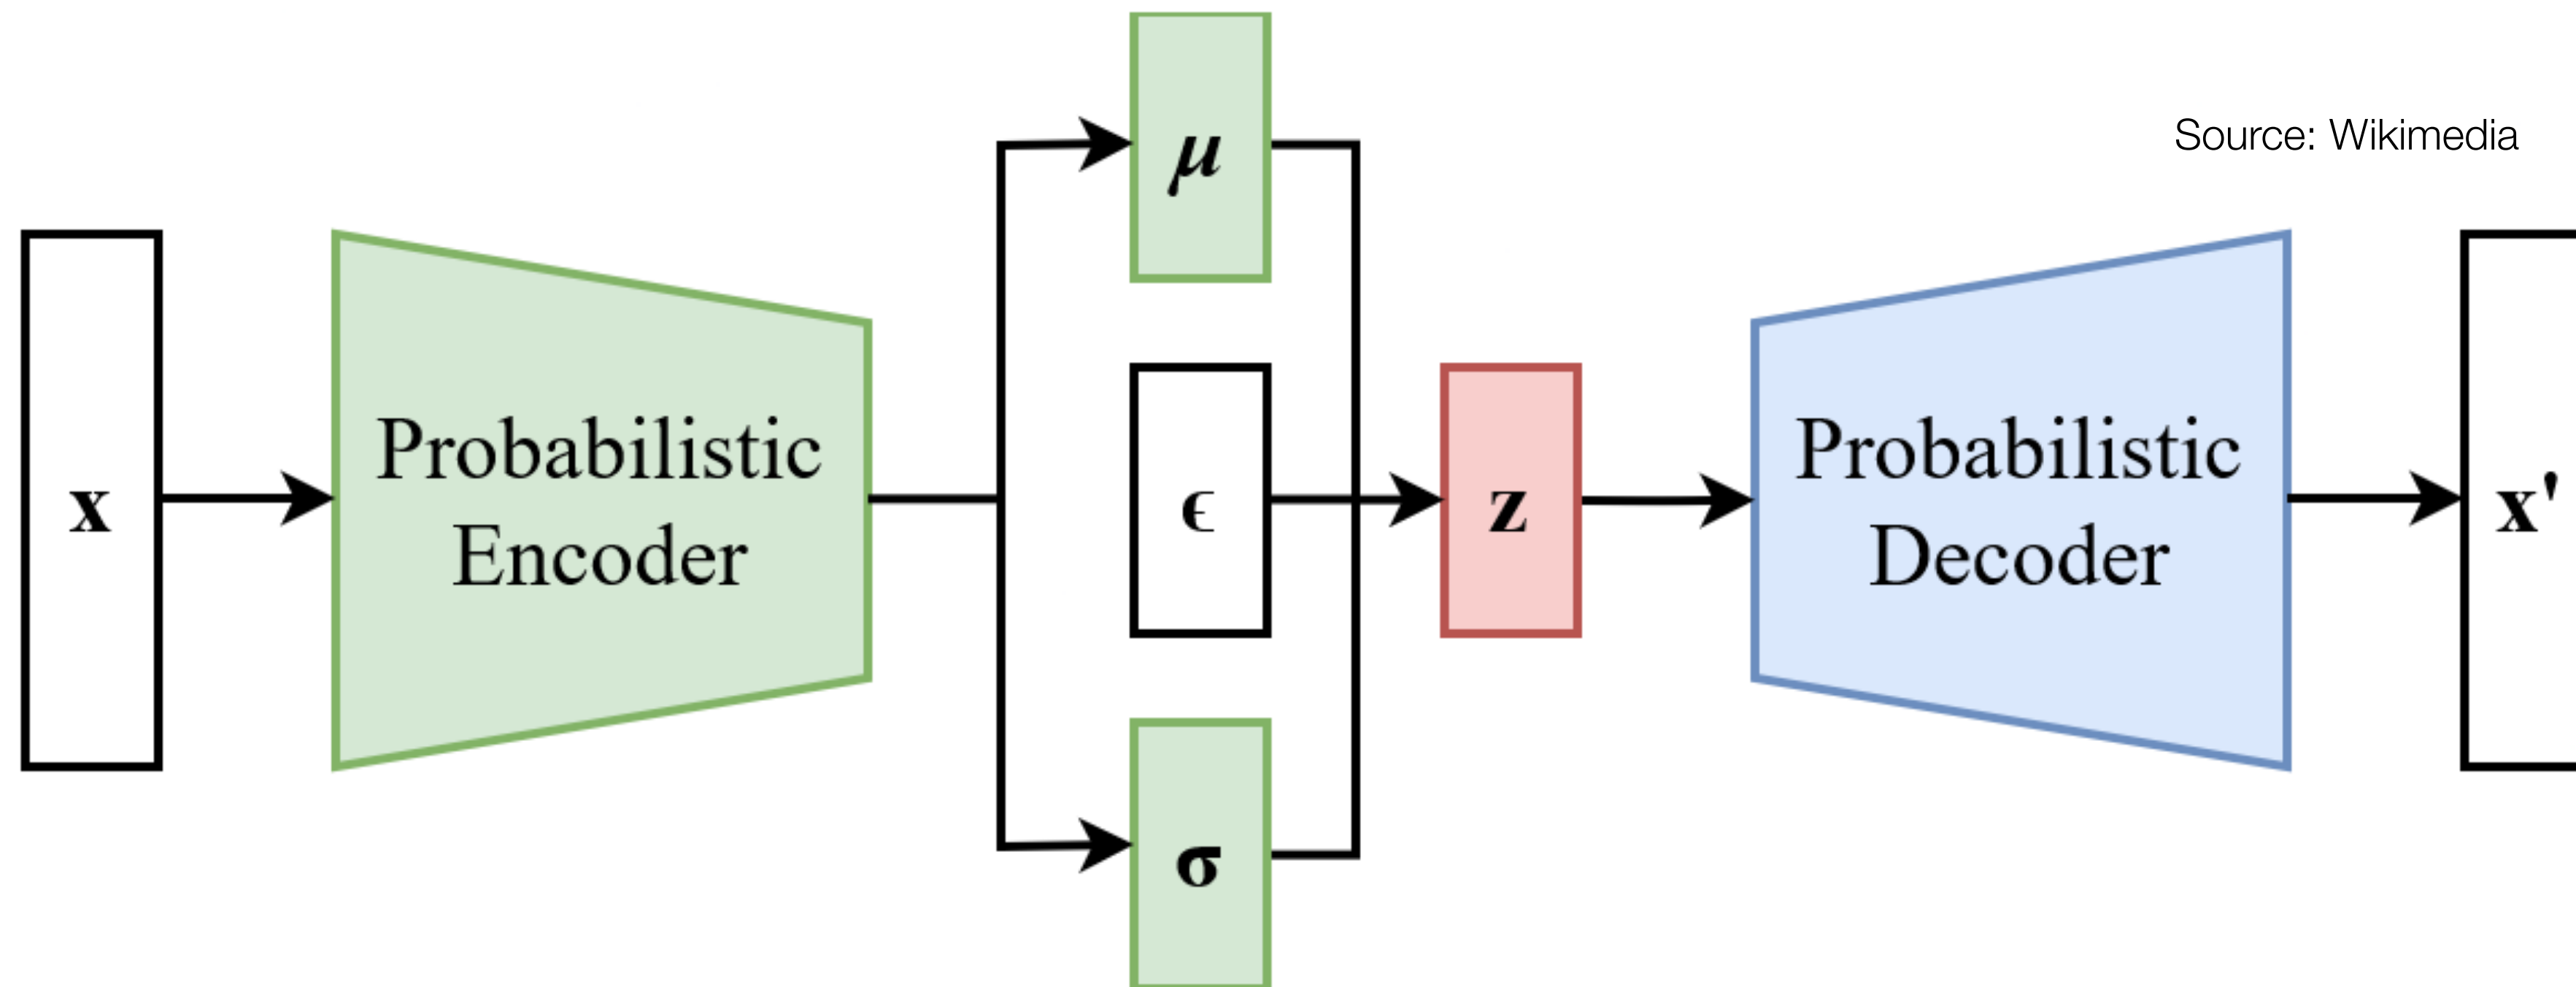 μ
Source: Wikimedia
x
Probabilistic
Encoder
ϵ
z
Probabilistic
Decoder
x'
σ